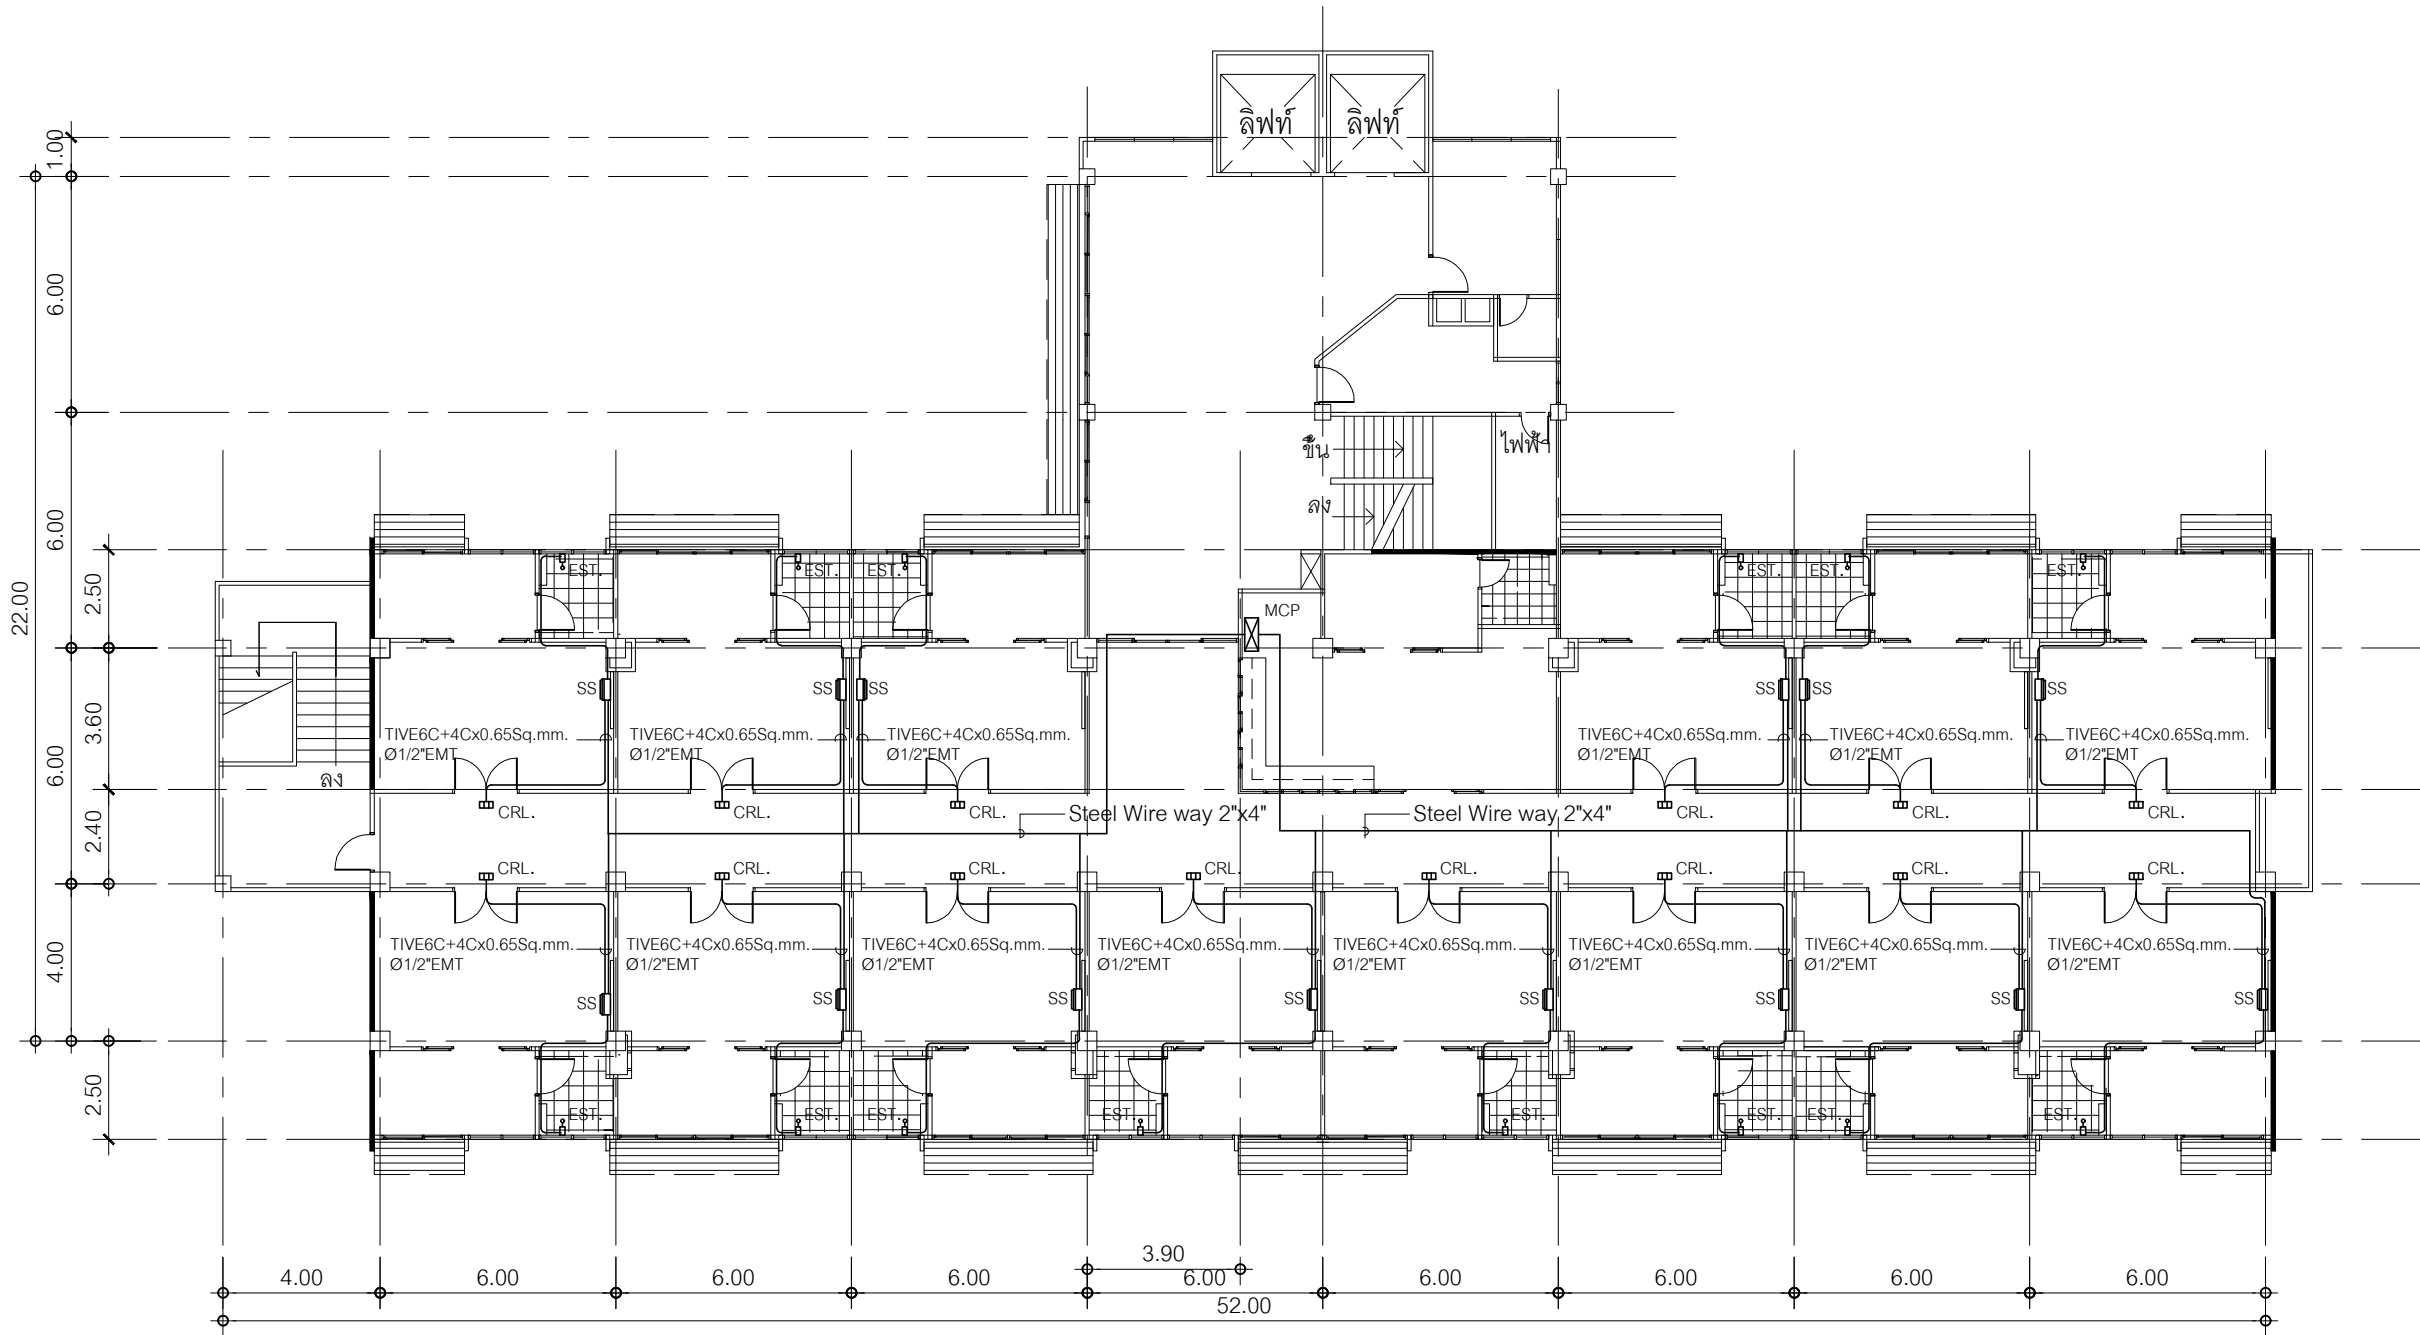 ลิฟท์ ลิฟท์
1.00
6.00
22.00
6.00
2.50
ขึ้น
ไฟฟ้า
ลง
EST. EST. EST. EST. EST. EST.
MCP
SS SS SS SS SS SS
3.60
6.00
TIVE6C+4Cx0.65Sq.mm. TIVE6C+4Cx0.65Sq.mm. TIVE6C+4Cx0.65Sq.mm. TIVE6C+4Cx0.65Sq.mm. TIVE6C+4Cx0.65Sq.mm. TIVE6C+4Cx0.65Sq.mm.
Ø1/2"EMT Ø1/2"EMT Ø1/2"EMT Ø1/2"EMT Ø1/2"EMT Ø1/2"EMT
ลง
CRL. CRL. CRL. CRL. CRL. CRL.
Steel Wire way 2"x4" Steel Wire way 2"x4"
2.40
CRL. CRL. CRL. CRL. CRL. CRL. CRL. CRL.
4.00
TIVE6C+4Cx0.65Sq.mm. TIVE6C+4Cx0.65Sq.mm. TIVE6C+4Cx0.65Sq.mm. TIVE6C+4Cx0.65Sq.mm. TIVE6C+4Cx0.65Sq.mm. TIVE6C+4Cx0.65Sq.mm. TIVE6C+4Cx0.65Sq.mm. TIVE6C+4Cx0.65Sq.mm.
Ø1/2"EMT Ø1/2"EMT Ø1/2"EMT Ø1/2"EMT Ø1/2"EMT Ø1/2"EMT Ø1/2"EMT Ø1/2"EMT
SS SS SS SS SS SS SS SS
2.50
EST. EST. EST. EST. EST. EST. EST. EST.
3.90
4.00 6.00 6.00 6.00 6.00 6.00 6.00 6.00 6.00
52.00